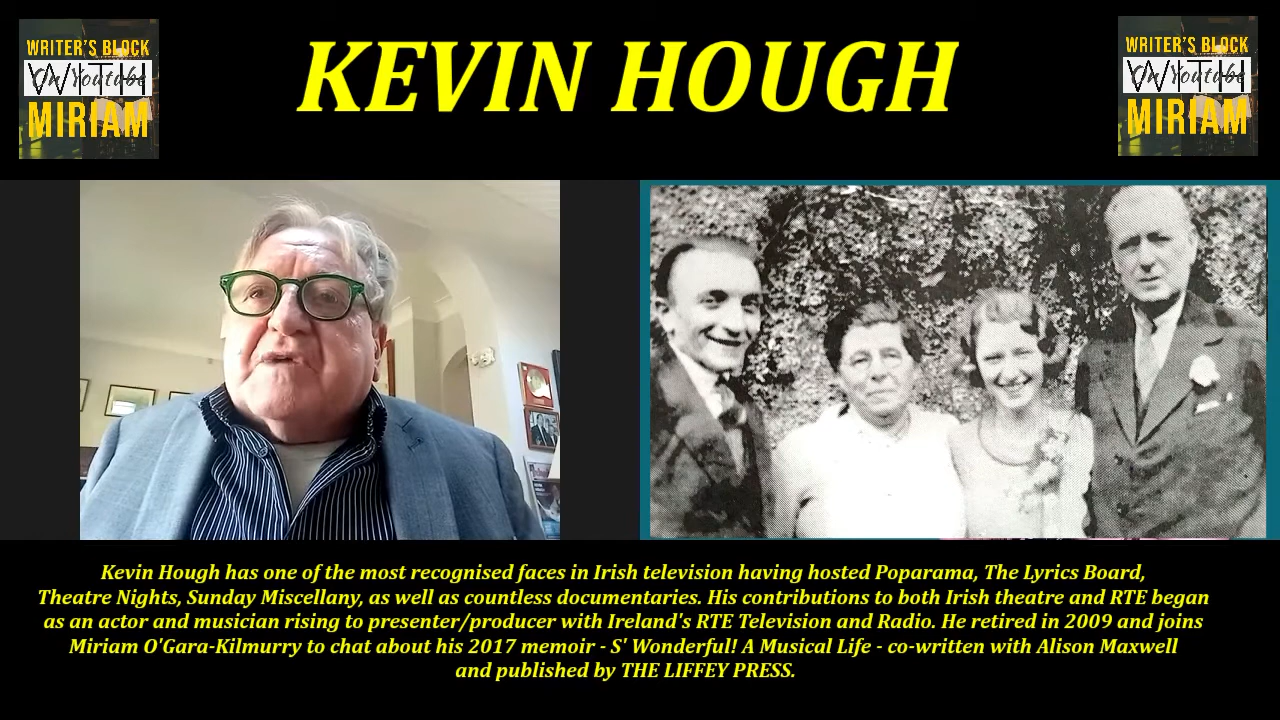 WRITER'S BLOCK
WITH
On Youtube
MIRIAM
KEVIN HOUGH
WRITER'S BLOCK
WITH
On Youtube
MIRIAM
Kevin Hough has one of the most recognised faces in Irish television having hosted Poparama, The Lyrics Board,
Theatre Nights, Sunday Miscellany, as well as countless documentaries. His contributions to both Irish theatre and RTE began
as an actor and musician rising to presenter/producer with Ireland's RTE Television and Radio. He retired in 2009 and joins
Miriam O'Gara-Kilmurry to chat about his 2017 memoir - S' Wonderful! A Musical Life - co-written with Alison Maxwell
and published by THE LIFFEY PRESS.